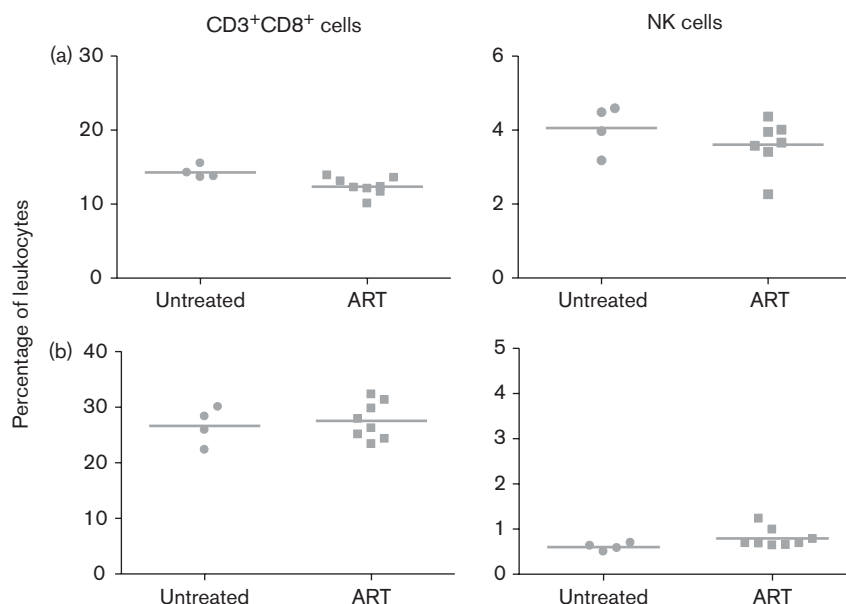 CD3⁺CD8⁺ cells
NK cells
(a)
30
20
10
0
Untreated
ART
6
4
2
0
Untreated
ART
Percentage of leukocytes
(b)
40
30
20
10
0
Untreated
ART
5
4
3
2
1
0
Untreated
ART